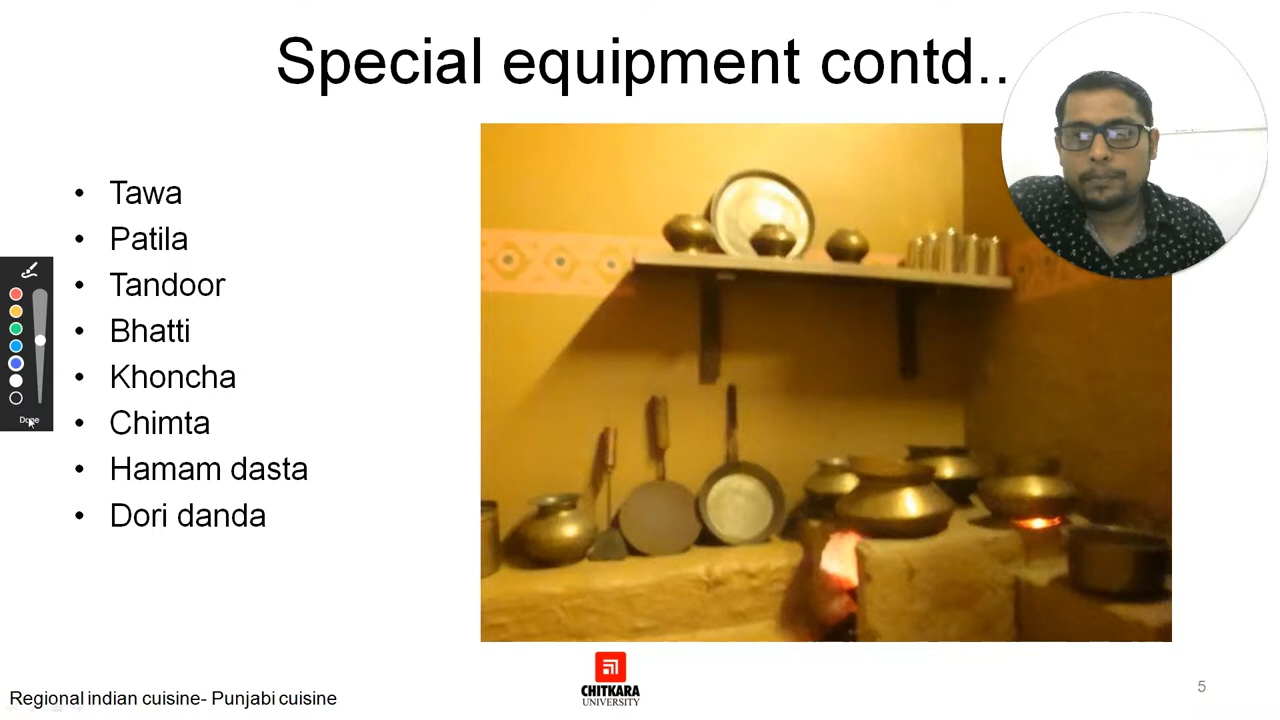 Special equipment contd..
• Tawa
• Patila
• Tandoor
• Bhatti
• Khoncha
• Chimta
• Hamam dasta
• Dori danda
Done
Regional indian cuisine- Punjabi cuisine
CHITKARA
UNIVERSITY
5